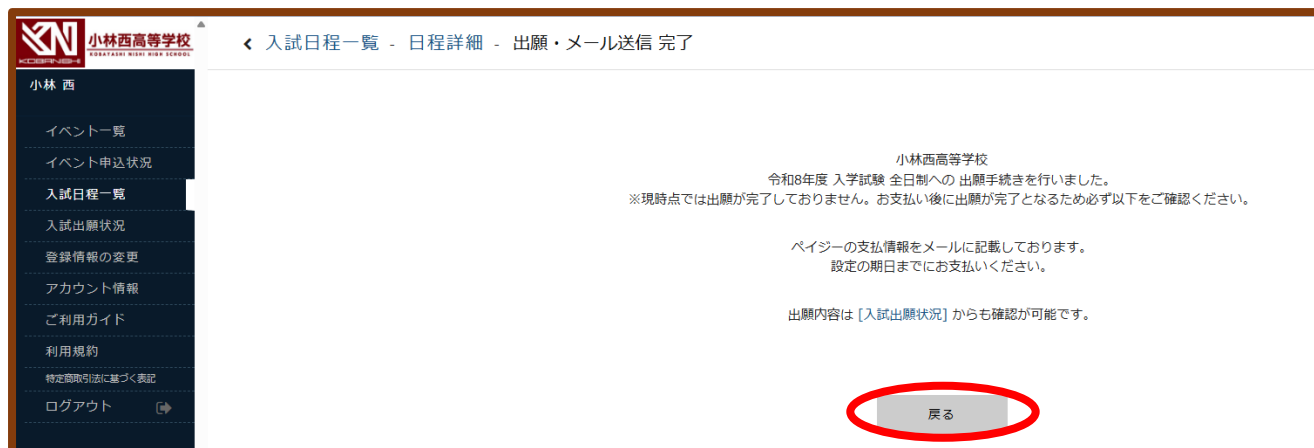 KN
KOBANISHI
小林西高等学校
KOBAYASHI NISHI HIGH SCHOOL
小林 西
イベント一覧
イベント申込状況
入試日程一覧
入試出願状況
登録情報の変更
アカウント情報
ご利用ガイド
利用規約
特定商取引法に基づく表記
ログアウト
入試日程一覧 - 日程詳細 - 出願・メール送信 完了
小林西高等学校
令和8年度 入学試験 全日制への 出願手続きを行いました。
※現時点では出願が完了しておりません。お支払い後に出願が完了となるため必ず以下をご確認ください。
ペイジーの支払情報をメールに記載しております。
設定の期日までにお支払いください。
出願内容は [入試出願状況] からも確認が可能です。
戻る